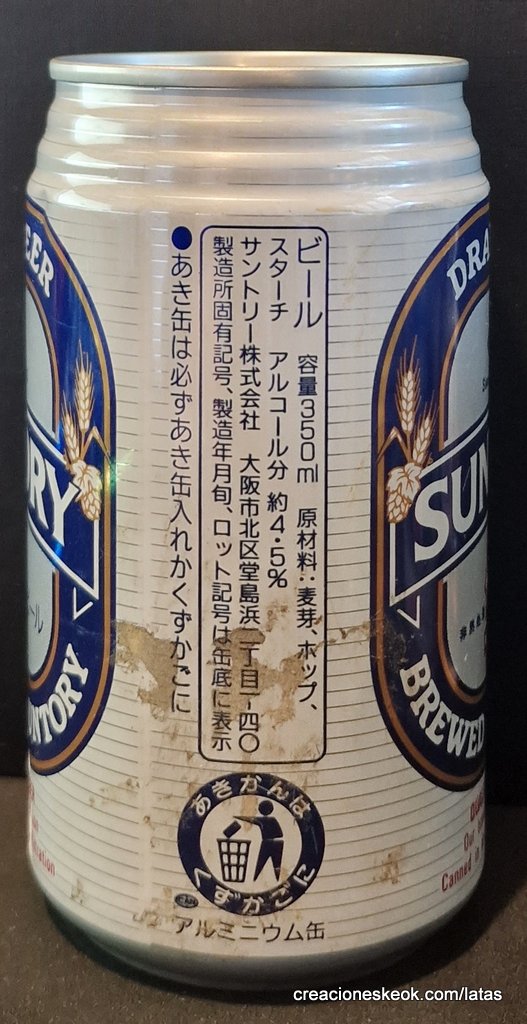 ビール 容量350ml 原材料:麦芽、ホップ、
スターチ アルコール分 約4・5%
サントリー株式会社 大阪市北区堂島浜二丁目一-四〇
製造所固有記号、製造年月旬、ロット記号は缶底に表示
●あき缶は必ずあき缶入れかくずかごに
あきかんは
くずかごに
アルミニウム缶
EER
RY
ール
UNTORY
DRA
SUN
BREWED
Canned in
creacioneskeok.com/latas